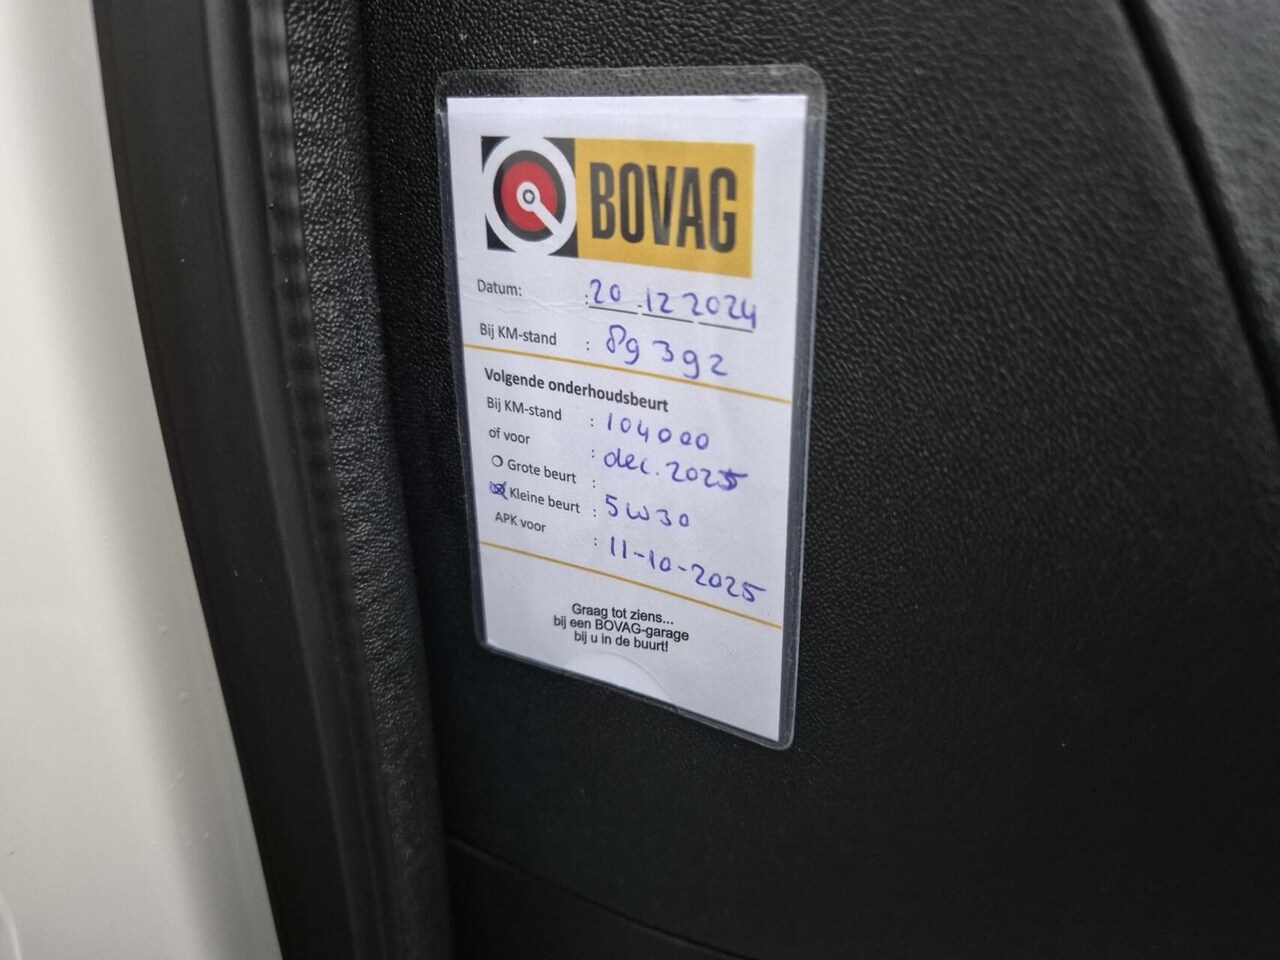 BOVAG
Datum: : 20.12 2024
Bij KM-stand : 89392
Volgende onderhoudsbeurt
Bij KM-stand : 104000
of voor : dec. 2025
Grote beurt :
Kleine beurt : 5W30
APK voor : 11-10-2025
Graag tot ziens...
bij een BOVAG-garage
bij u in de buurt!